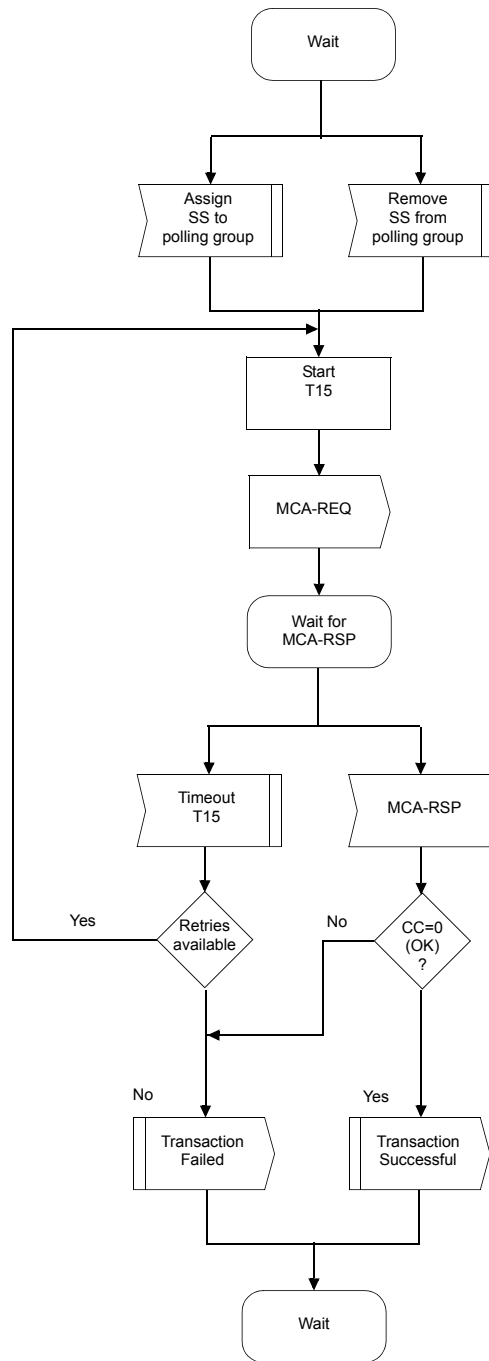 Wait
Assign
SS to
polling group
Remove
SS from
polling group
Start
T15
MCA-REQ
Wait for
MCA-RSP
Timeout
T15
MCA-RSP
Yes
Retries
available
No
CC=0
(OK)
?
No
Yes
Transaction
Failed
Transaction
Successful
Wait